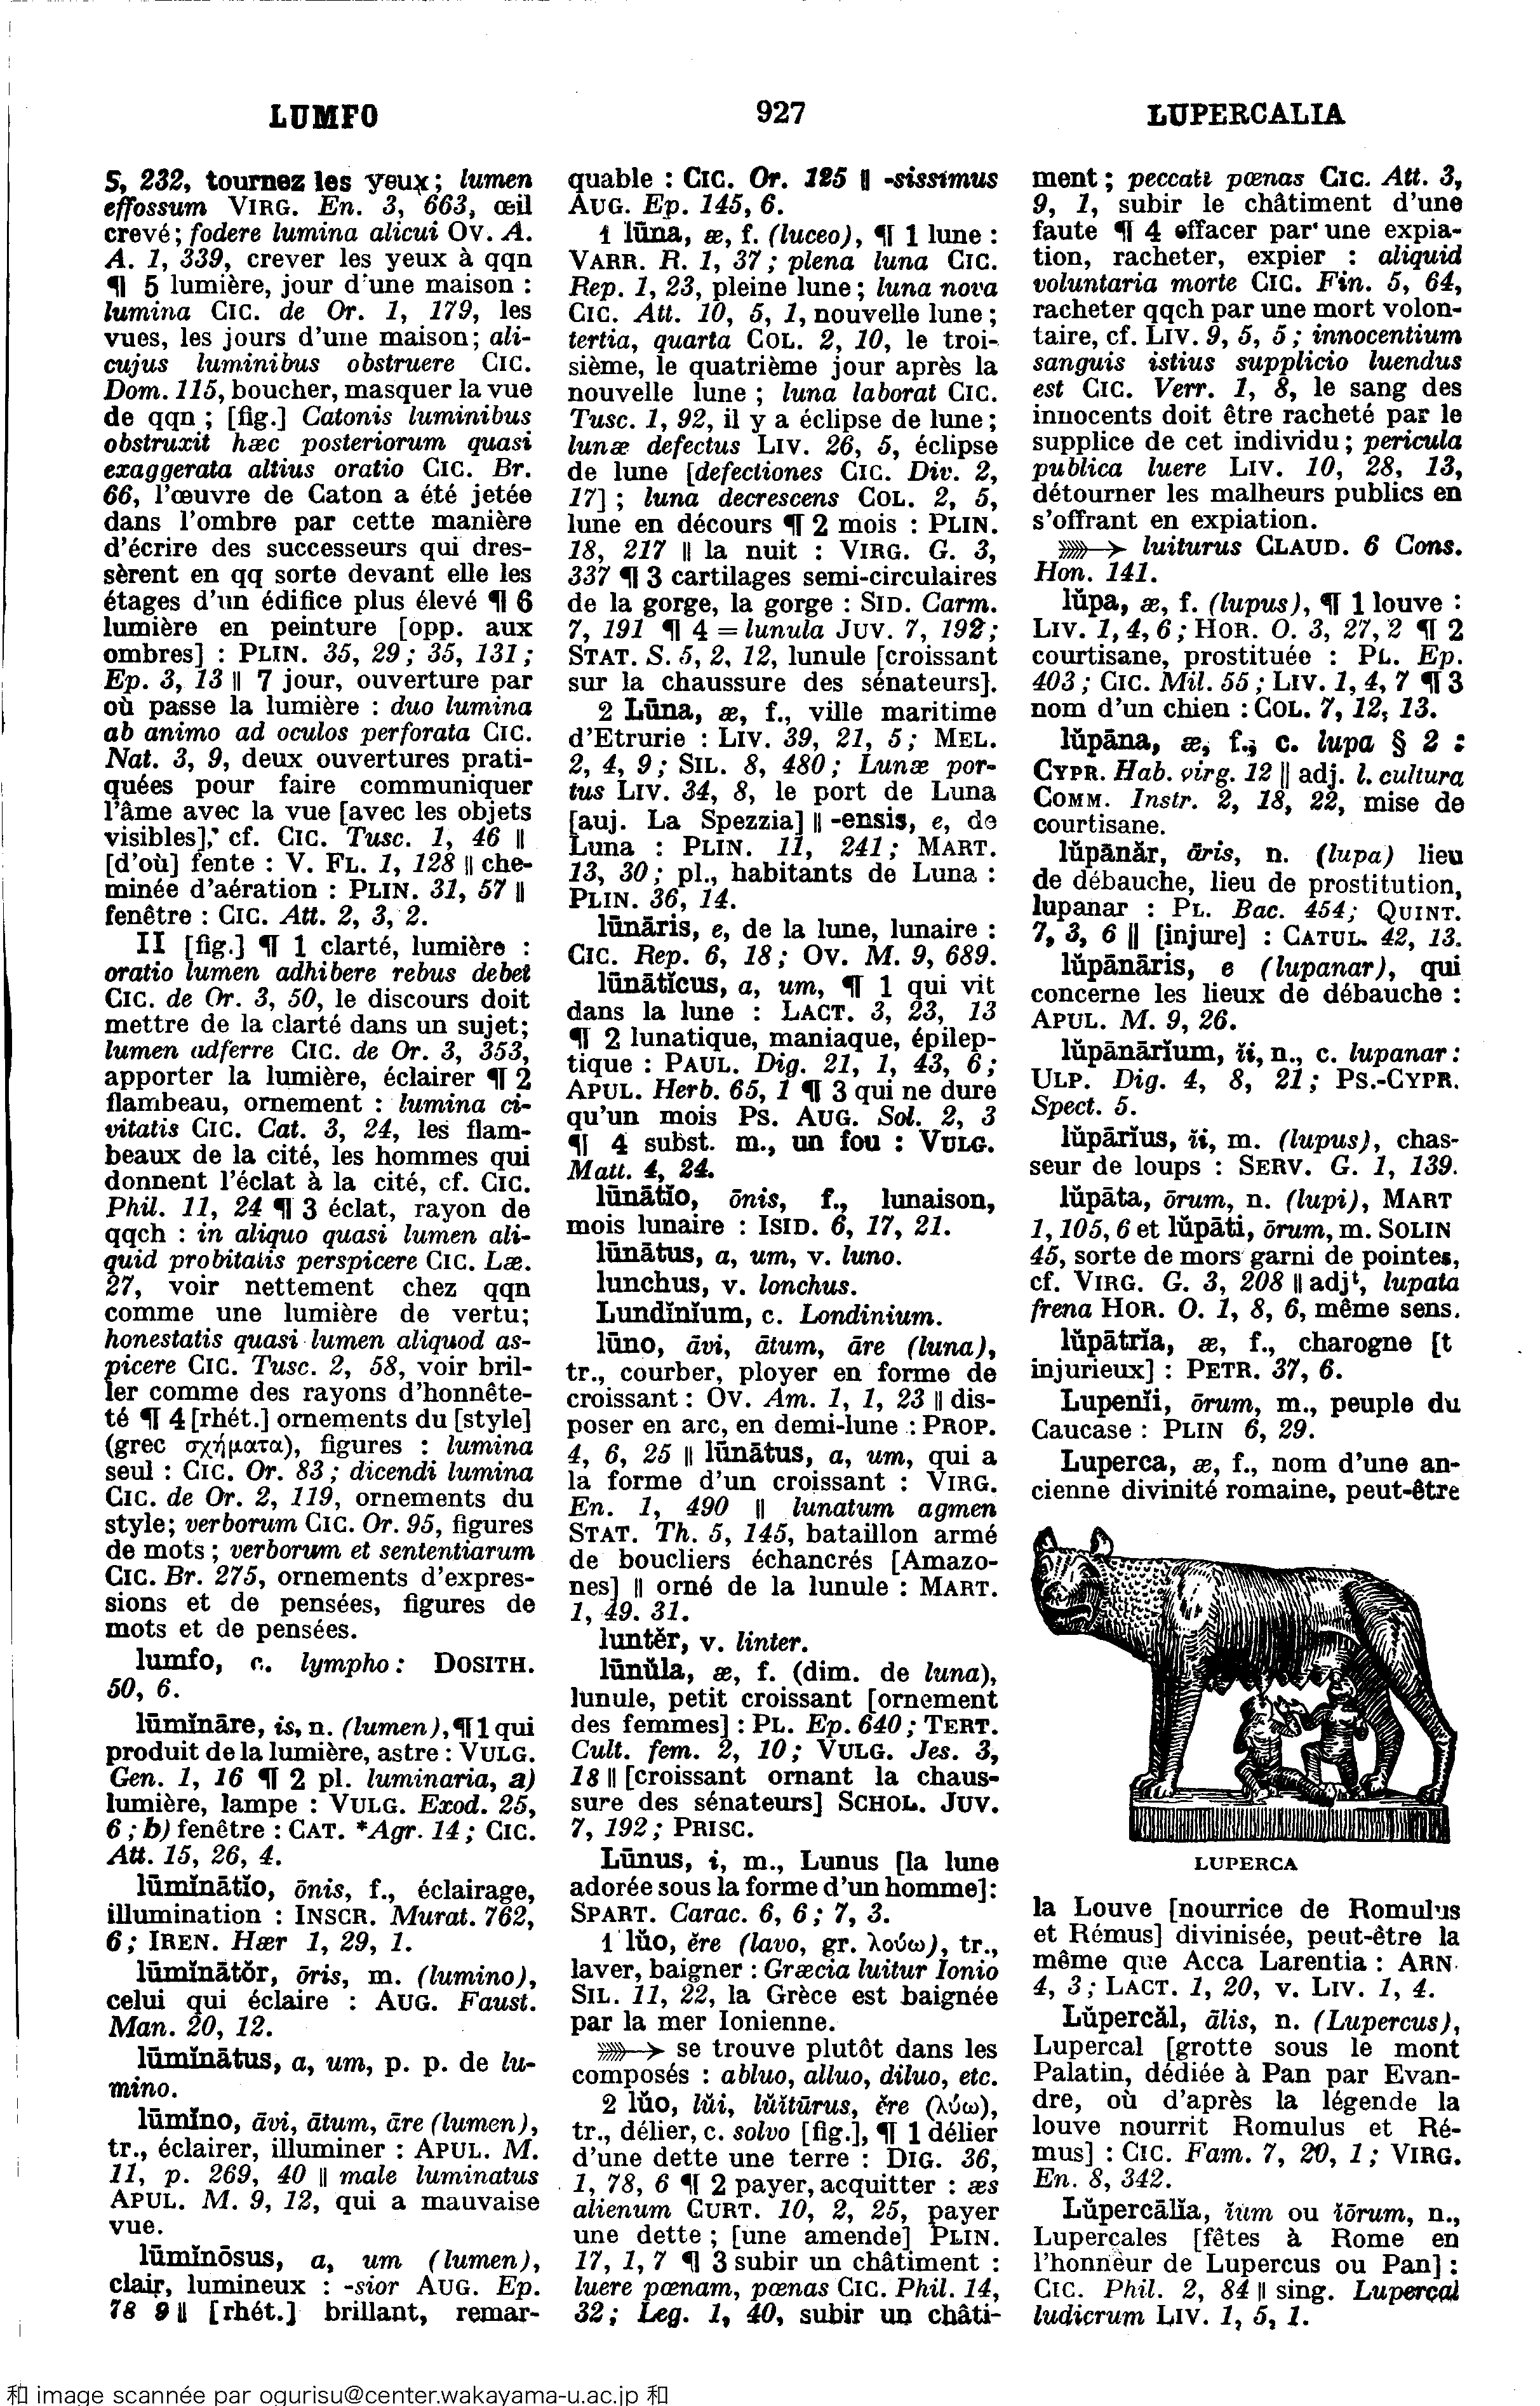 LUMFO
927
LUPERCALIA
S, 232, tournez les yeux; lumen
effossum VIRG. En. 3, 663, œil
crevé; fodere lumina alicui OV. A.
A. 1, 339, crever les yeux à qqn
¶ 5 lumière, jour d'une maison :
lumina CIC. de Or. 1, 179, les
vues, les jours d'une maison; ali-
cujus luminibus obstruere CIC.
Dom. 115, boucher, masquer la vue
de qqn ; [fig.] Catonis luminibus
obstruxit hæc posteriorum quasi
exaggerata altius oratio CIC. Br.
66, l'œuvre de Caton a été jetée
dans l'ombre par cette manière
d'écrire des successeurs qui dres-
sèrent en qq sorte devant elle les
étages d'un édifice plus élevé ¶ 6
lumière en peinture [opp. aux
ombres] : PLIN. 35, 29 ; 35, 131 ;
Ep. 3, 13 || 7 jour, ouverture par
où passe la lumière : duo lumina
ab animo ad oculos perforata CIC.
Nat. 3, 9, deux ouvertures prati-
quées pour faire communiquer
l'âme avec la vue [avec les objets
visibles], cf. CIC. Tusc. 1, 46 ||
[d'où] fente : V. FL. 1, 128 || che-
minée d'aération : PLIN. 31, 57 ||
fenêtre : CIC. Att. 2, 3, 2.
II [fig.] ¶ 1 clarté, lumière :
oratio lumen adhibere rebus debet
CIC. de Or. 3, 50, le discours doit
mettre de la clarté dans un sujet;
lumen adferre CIC. de Or. 3, 353,
apporter la lumière, éclairer ¶ 2
flambeau, ornement : lumina ci-
vitatis CIC. Cat. 3, 24, les flam-
beaux de la cité, les hommes qui
donnent l'éclat à la cité, cf. CIC.
Phil. 11, 24 ¶ 3 éclat, rayon de
qqch : in aliquo quasi lumen ali-
quid probitatis perspicere CIC. Læ.
27, voir nettement chez qqn
comme une lumière de vertu;
honestatis quasi lumen aliquod as-
picere CIC. Tusc. 2, 58, voir bril-
ler comme des rayons d'honnête-
té ¶ 4 [rhét.] ornements du [style]
(grec σχήματα), figures : lumina
seul : CIC. Or. 83 ; dicendi lumina
CIC. de Or. 2, 119, ornements du
style; verborum CIC. Or. 95, figures
de mots ; verborum et sententiarum
CIC. Br. 275, ornements d'expres-
sions et de pensées, figures de
mots et de pensées.
lumfo, c. lympho : DOSITH.
50, 6.
lūmĭnāre, is, n. (lumen), ¶ 1 qui
produit de la lumière, astre : VULG.
Gen. 1, 16 ¶ 2 pl. luminaria, a)
lumière, lampe : VULG. Exod. 25,
6 ; b) fenêtre : CAT. *Agr. 14 ; CIC.
Att. 15, 26, 4.
lūmĭnātĭo, ōnis, f., éclairage,
illumination : INSCR. Murat. 762,
6 ; IREN. Hær 1, 29, 1.
lūmĭnātŏr, ōris, m. (lumino),
celui qui éclaire : AUG. Faust.
Man. 20, 12.
lūmĭnātus, a, um, p. p. de lu-
mino.
lūmĭno, āvi, ātum, āre (lumen),
tr., éclairer, illuminer : APUL. M.
11, p. 269, 40 || male luminatus
APUL. M. 9, 12, qui a mauvaise
vue.
lūmĭnōsus, a, um (lumen),
clair, lumineux : -sior AUG. Ep.
78 9 || [rhét.] brillant, remar-
quable : CIC. Or. 125 || -sissimus
AUG. Ep. 145, 6.
1 lūna, æ, f. (luceo), ¶ 1 lune :
VARR. R. 1, 37 ; plena luna CIC.
Rep. 1, 23, pleine lune ; luna nova
CIC. Att. 10, 5, 1, nouvelle lune ;
tertia, quarta COL. 2, 10, le troi-
sième, le quatrième jour après la
nouvelle lune ; luna laborat CIC.
Tusc. 1, 92, il y a éclipse de lune ;
lunæ defectus LIV. 26, 5, éclipse
de lune [defectiones CIC. Div. 2,
17] ; luna decrescens COL. 2, 5,
lune en décours ¶ 2 mois : PLIN.
18, 217 || la nuit : VIRG. G. 3,
337 ¶ 3 cartilages semi-circulaires
de la gorge, la gorge : SID. Carm.
7, 191 ¶ 4 = lunula JUV. 7, 192 ;
STAT. S. 5, 2, 12, lunule [croissant
sur la chaussure des sénateurs].
2 Lūna, æ, f., ville maritime
d'Etrurie : LIV. 39, 21, 5 ; MEL.
2, 4, 9 ; SIL. 8, 480 ; Lunæ por-
tus LIV. 34, 8, le port de Luna
[auj. La Spezzia] || -ensis, e, de
Luna : PLIN. 11, 241 ; MART.
13, 30 ; pl., habitants de Luna :
PLIN. 36, 14.
lūnāris, e, de la lune, lunaire :
CIC. Rep. 6, 18 ; OV. M. 9, 689.
lūnātĭcus, a, um, ¶ 1 qui vit
dans la lune : LACT. 3, 23, 13
¶ 2 lunatique, maniaque, épilep-
tique : PAUL. Dig. 21, 1, 43, 6 ;
APUL. Herb. 65, 1 ¶ 3 qui ne dure
qu'un mois PS. AUG. Sol. 2, 3
¶ 4 subst. m., un fou : VULG.
Matt. 4, 24.
lūnātĭo, ōnis, f., lunaison,
mois lunaire : ISID. 6, 17, 21.
lūnātus, a, um, v. luno.
lunchus, v. lonchus.
Lundĭnĭum, c. Londinium.
lūno, āvi, ātum, āre (luna),
tr., courber, ployer en forme de
croissant : OV. Am. 1, 1, 23 || dis-
poser en arc, en demi-lune : PROP.
4, 6, 25 || lūnātus, a, um, qui a
la forme d'un croissant : VIRG.
En. 1, 490 || lunatum agmen
STAT. Th. 5, 145, bataillon armé
de boucliers échancrés [Amazo-
nes] || orné de la lunule : MART.
1, 49. 31.
luntĕr, v. linter.
lūnŭla, æ, f. (dim. de luna),
lunule, petit croissant [ornement
des femmes] : PL. Ep. 640 ; TERT.
Cult. fem. 2, 10 ; VULG. Jes. 3,
18 || [croissant ornant la chaus-
sure des sénateurs] SCHOL. JUV.
7, 192 ; PRISC.
Lūnus, i, m., Lunus [la lune
adorée sous la forme d'un homme]:
SPART. Carac. 6, 6 ; 7, 3.
1 lŭo, ĕre (lavo, gr. λούω), tr.,
laver, baigner : Græcia luitur Ionio
SIL. 11, 22, la Grèce est baignée
par la mer Ionienne.
se trouve plutôt dans les
composés : abluo, alluo, diluo, etc.
2 lŭo, lŭi, lŭĭtūrus, ĕre (λύω),
tr., délier, c. solvo [fig.], ¶ 1 délier
d'une dette une terre : DIG. 36,
1, 78, 6 ¶ 2 payer, acquitter : æs
alienum CURT. 10, 2, 25, payer
une dette ; [une amende] PLIN.
17, 1, 7 ¶ 3 subir un châtiment :
luere pœnam, pœnas CIC. Phil. 14,
32 ; Leg. 1, 40, subir un châti-
ment ; peccati pœnas CIC. Att. 3,
9, 1, subir le châtiment d'une
faute ¶ 4 effacer par une expia-
tion, racheter, expier : aliquid
voluntaria morte CIC. Fin. 5, 64,
racheter qqch par une mort volon-
taire, cf. LIV. 9, 5, 5 ; innocentium
sanguis istius supplicio luendus
est CIC. Verr. 1, 8, le sang des
innocents doit être racheté par le
supplice de cet individu ; pericula
publica luere LIV. 10, 28, 13,
détourner les malheurs publics en
s'offrant en expiation.
luiturus CLAUD. 6 Cons.
Hon. 141.
lŭpa, æ, f. (lupus), ¶ 1 louve :
LIV. 1, 4, 6 ; HOR. O. 3, 27, 2 ¶ 2
courtisane, prostituée : PL. Ep.
403 ; CIC. Mil. 55 ; LIV. 1, 4, 7 ¶ 3
nom d'un chien : COL. 7, 12, 13.
lŭpāna, æ, f., c. lupa § 2 :
CYPR. Hab. virg. 12 || adj. l. cultura
COMM. Instr. 2, 18, 22, mise de
courtisane.
lŭpānăr, āris, n. (lupa) lieu
de débauche, lieu de prostitution,
lupanar : PL. Bac. 454 ; QUINT.
7, 3, 6 || [injure] : CATUL. 42, 13.
lŭpānāris, e (lupanar), qui
concerne les lieux de débauche :
APUL. M. 9, 26.
lŭpānārĭum, ĭi, n., c. lupanar :
ULP. Dig. 4, 8, 21 ; PS.-CYPR.
Spect. 5.
lŭpārĭus, ĭi, m. (lupus), chas-
seur de loups : SERV. G. 1, 139.
lŭpāta, ōrum, n. (lupi), MART
1, 105, 6 et lŭpāti, ōrum, m. SOLIN
45, sorte de mors garni de pointes,
cf. VIRG. G. 3, 208 || adjᵗ, lupata
frena HOR. O. 1, 8, 6, même sens.
lŭpātrĭa, æ, f., charogne [t
injurieux] : PETR. 37, 6.
Lupenĭi, ōrum, m., peuple du
Caucase : PLIN 6, 29.
Luperca, æ, f., nom d'une an-
cienne divinité romaine, peut-être
LUPERCA
la Louve [nourrice de Romulus
et Rémus] divinisée, peut-être la
même que Acca Larentia : ARN.
4, 3 ; LACT. 1, 20, v. LIV. 1, 4.
Lŭpercăl, ālis, n. (Lupercus),
Lupercal [grotte sous le mont
Palatin, dédiée à Pan par Evan-
dre, où d'après la légende la
louve nourrit Romulus et Ré-
mus] : CIC. Fam. 7, 20, 1 ; VIRG.
En. 8, 342.
Lŭpercālĭa, ĭum ou ĭōrum, n.,
Lupercales [fêtes à Rome en
l'honneur de Lupercus ou Pan] :
CIC. Phil. 2, 84 || sing. Lupercal
ludicrum LIV. 1, 5, 1.
和 image scannée par ogurisu@center.wakayama-u.ac.jp 和